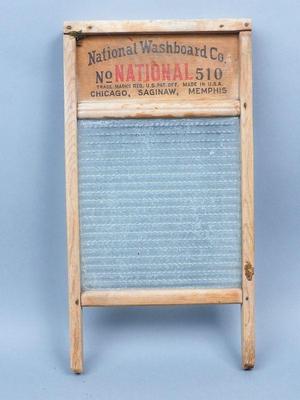 National Washboard Co.
No NATIONAL 510
TRADE-MARKS REG. U.S. PAT. OFF. MADE IN U.S.A.
CHICAGO, SAGINAW, MEMPHIS